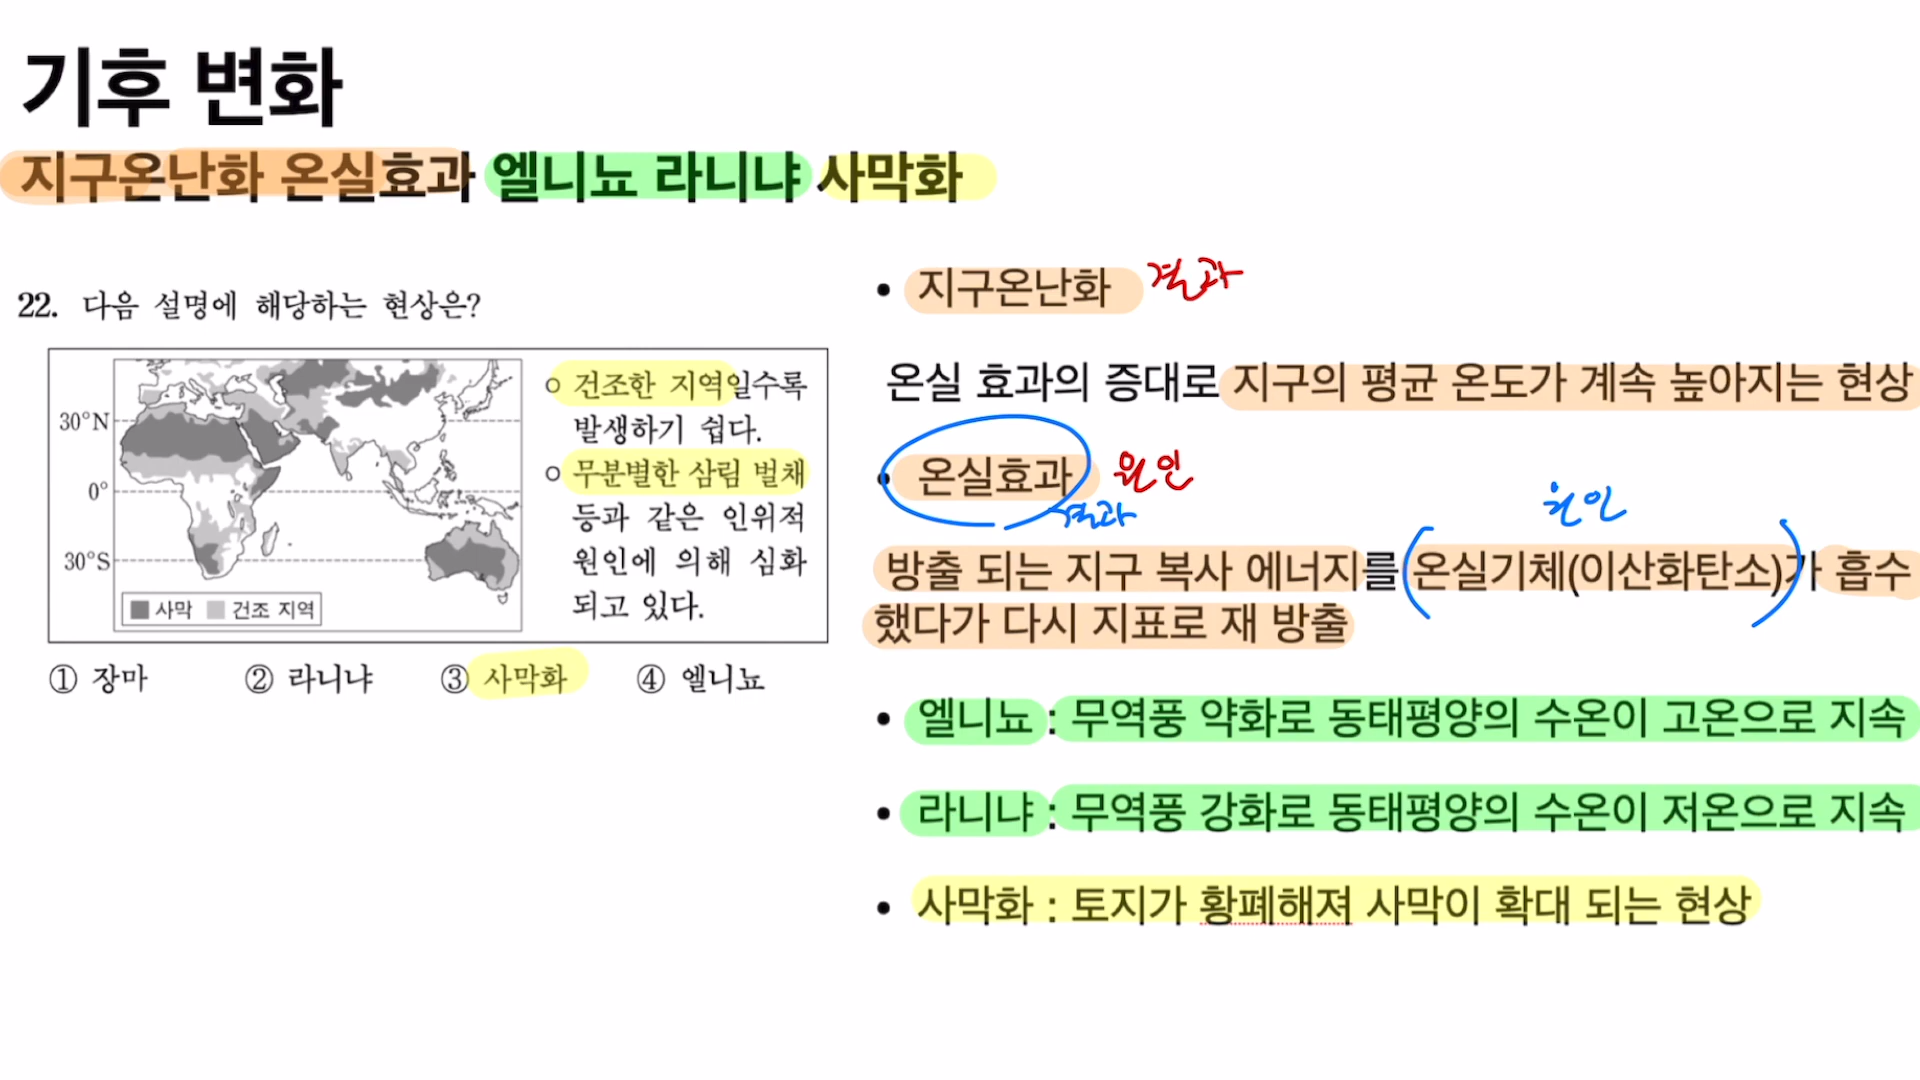 기후 변화
지구온난화 온실효과 엘니뇨 라니냐 사막화
22. 다음 설명에 해당하는 현상은?
30°N
0°
30°S
사막 건조 지역
○ 건조한 지역일수록
발생하기 쉽다.
○ 무분별한 삼림 벌채
등과 같은 인위적
원인에 의해 심화
되고 있다.
① 장마 ② 라니냐 ③ 사막화 ④ 엘니뇨
• 지구온난화 결과
온실 효과의 증대로 지구의 평균 온도가 계속 높아지는 현상
• 온실효과 원인
결과 원인
방출 되는 지구 복사 에너지를 온실기체(이산화탄소)가 흡수
했다가 다시 지표로 재 방출
• 엘니뇨 : 무역풍 약화로 동태평양의 수온이 고온으로 지속
• 라니냐 : 무역풍 강화로 동태평양의 수온이 저온으로 지속
• 사막화 : 토지가 황폐해져 사막이 확대 되는 현상